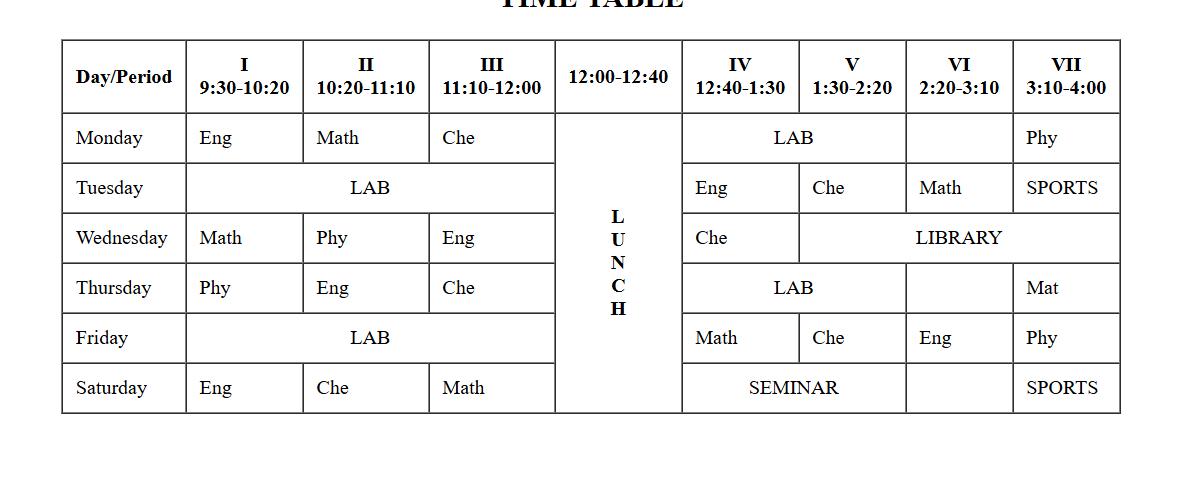 TIME TABLE
Day/Period I 9:30-10:20 II 10:20-11:10 III 11:10-12:00 12:00-12:40 IV 12:40-1:30 V 1:30-2:20 VI 2:20-3:10 VII 3:10-4:00
Monday Eng Math Che LUNCH LAB Phy
Tuesday LAB Eng Che Math SPORTS
Wednesday Math Phy Eng Che LIBRARY
Thursday Phy Eng Che LAB Mat
Friday LAB Math Che Eng Phy
Saturday Eng Che Math SEMINAR SPORTS